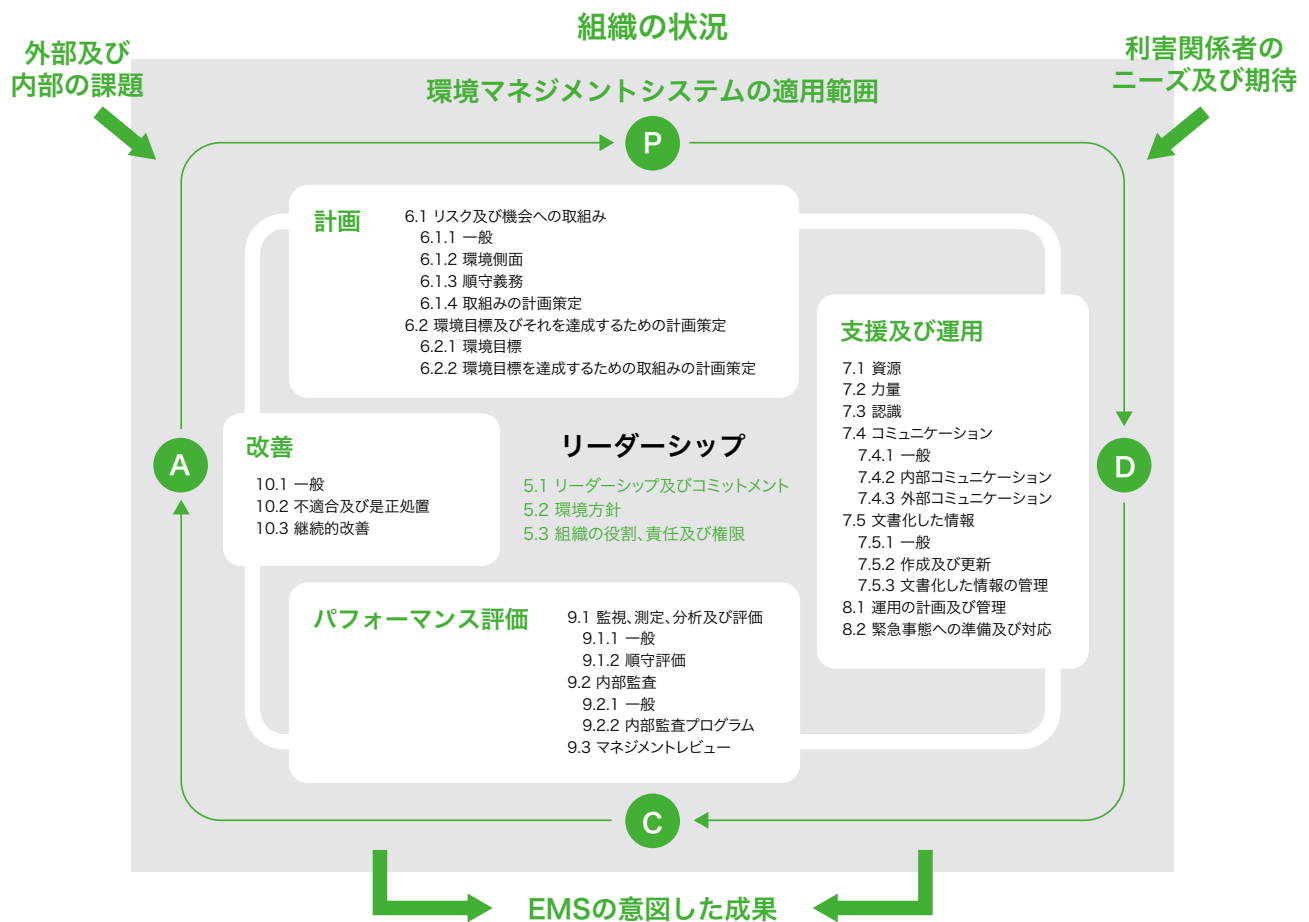 組織の状況
外部及び
内部の課題
利害関係者の
ニーズ及び期待
環境マネジメントシステムの適用範囲
P
計画
6.1 リスク及び機会への取組み
6.1.1 一般
6.1.2 環境側面
6.1.3 順守義務
6.1.4 取組みの計画策定
6.2 環境目標及びそれを達成するための計画策定
6.2.1 環境目標
6.2.2 環境目標を達成するための取組みの計画策定
支援及び運用
7.1 資源
7.2 力量
7.3 認識
7.4 コミュニケーション
7.4.1 一般
7.4.2 内部コミュニケーション
7.4.3 外部コミュニケーション
7.5 文書化した情報
7.5.1 一般
7.5.2 作成及び更新
7.5.3 文書化した情報の管理
8.1 運用の計画及び管理
8.2 緊急事態への準備及び対応
D
A
改善
10.1 一般
10.2 不適合及び是正処置
10.3 継続的改善
リーダーシップ
5.1 リーダーシップ及びコミットメント
5.2 環境方針
5.3 組織の役割、責任及び権限
パフォーマンス評価
9.1 監視、測定、分析及び評価
9.1.1 一般
9.1.2 順守評価
9.2 内部監査
9.2.1 一般
9.2.2 内部監査プログラム
9.3 マネジメントレビュー
C
EMSの意図した成果